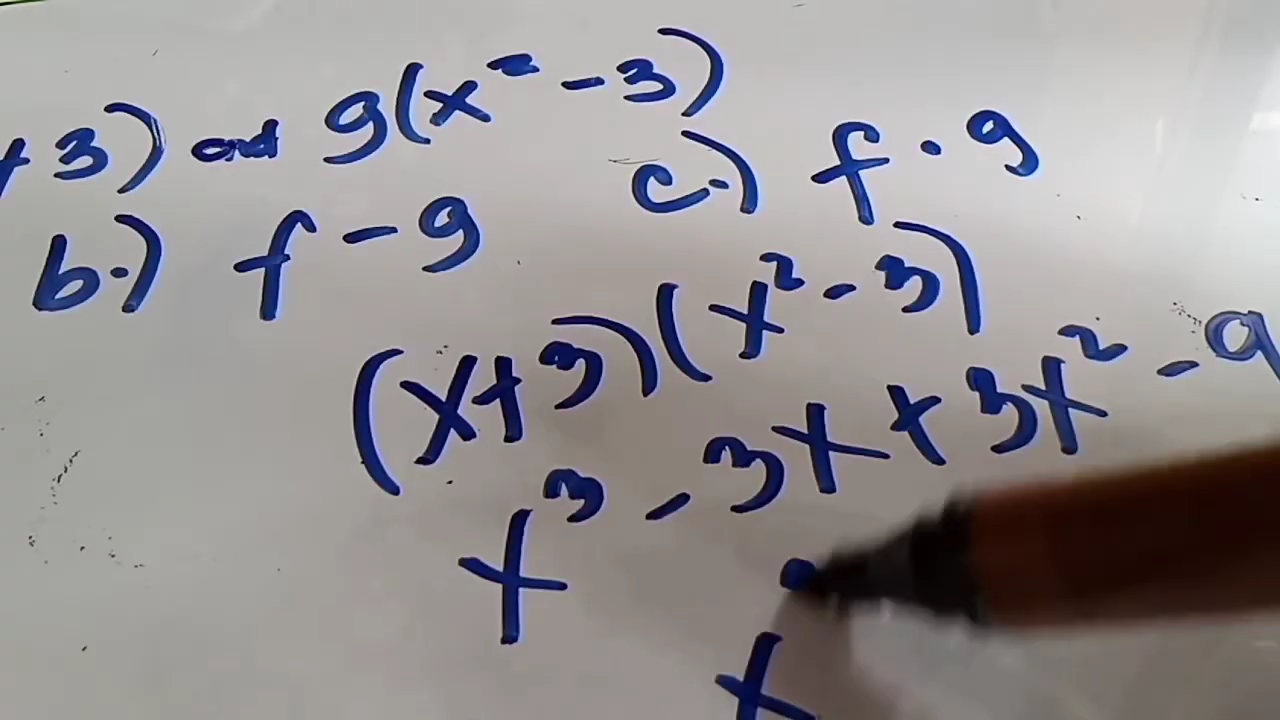 + 3) and g(x² - 3)
b.) f - g
c.) f · g
(x + 3)(x² - 3)
x³ - 3x + 3x² - 9
x